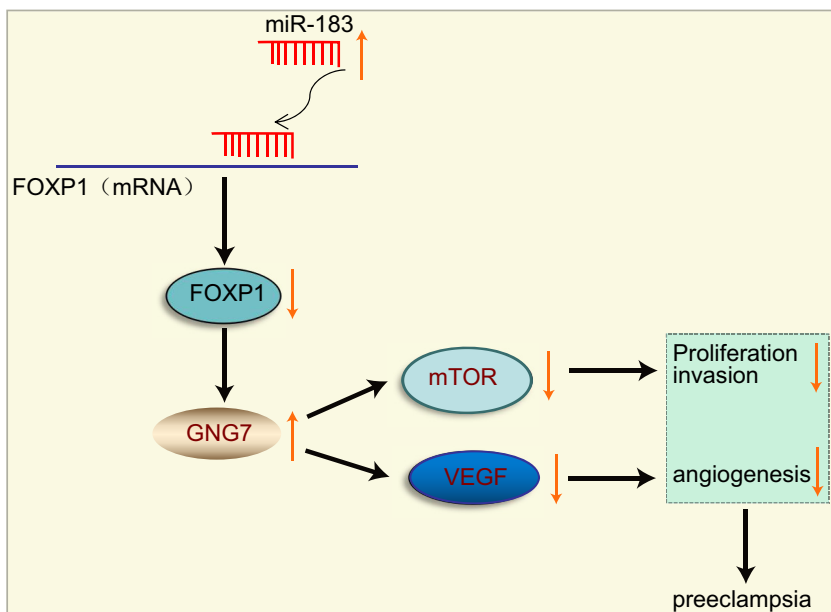 miR-183
FOXP1（mRNA）
FOXP1
GNG7
mTOR
VEGF
Proliferation
invasion
angiogenesis
preeclampsia